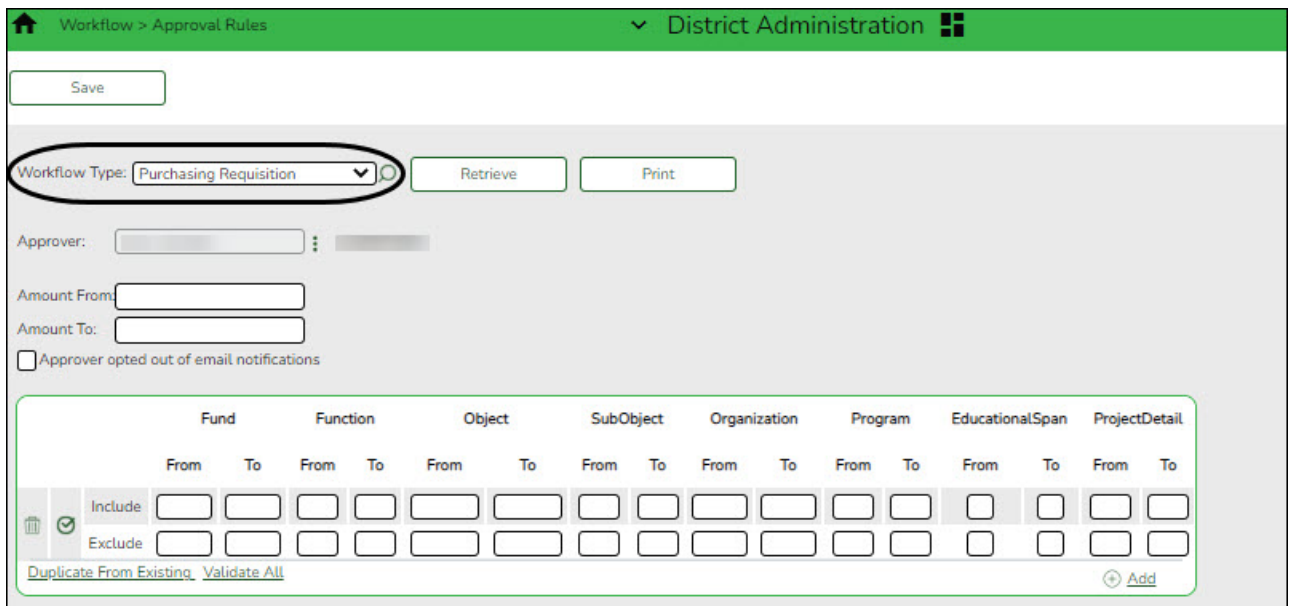 Workflow > Approval Rules District Administration
Save
Workflow Type: Purchasing Requisition Retrieve Print
Approver:
Amount From:
Amount To:
Approver opted out of email notifications
Fund Function Object SubObject Organization Program EducationalSpan ProjectDetail
From To From To From To From To From To From To From To From To
Include
Exclude
Duplicate From Existing Validate All Add